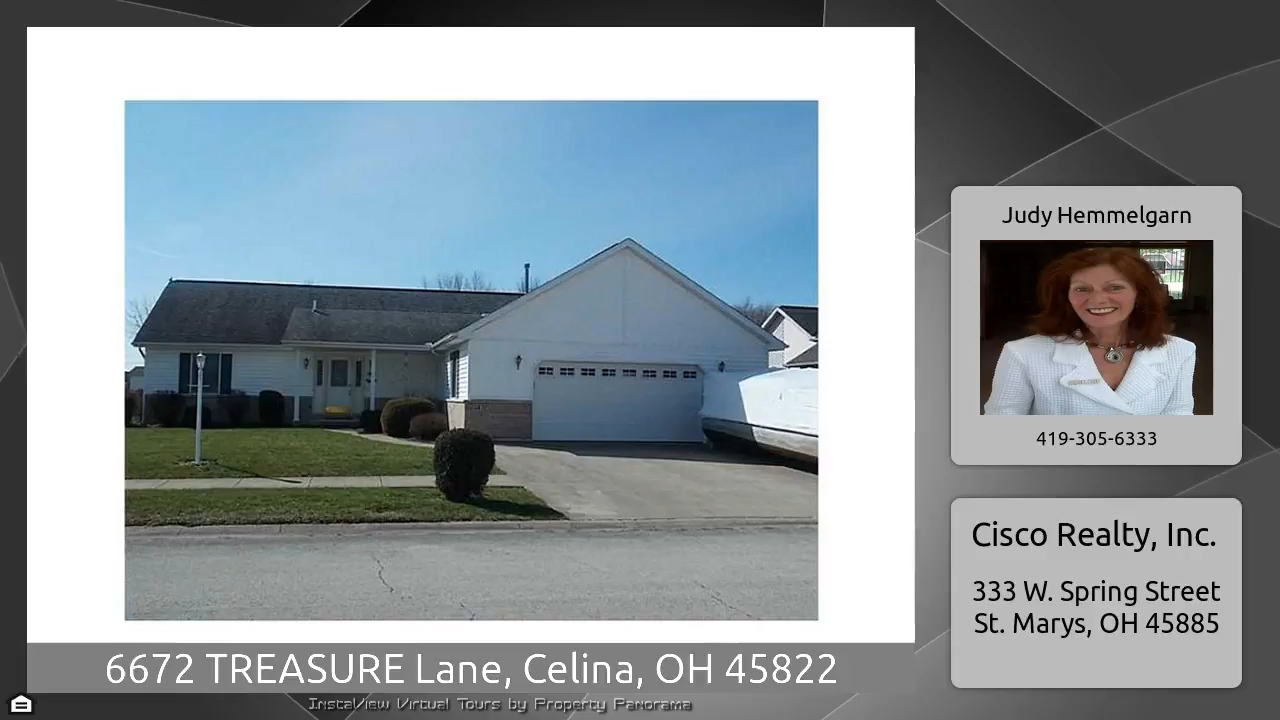 Judy Hemmelgarn
419-305-6333
Cisco Realty, Inc.
333 W. Spring Street
St. Marys, OH 45885
6672 TREASURE Lane, Celina, OH 45822
InstaView Virtual Tours by Property Panorama